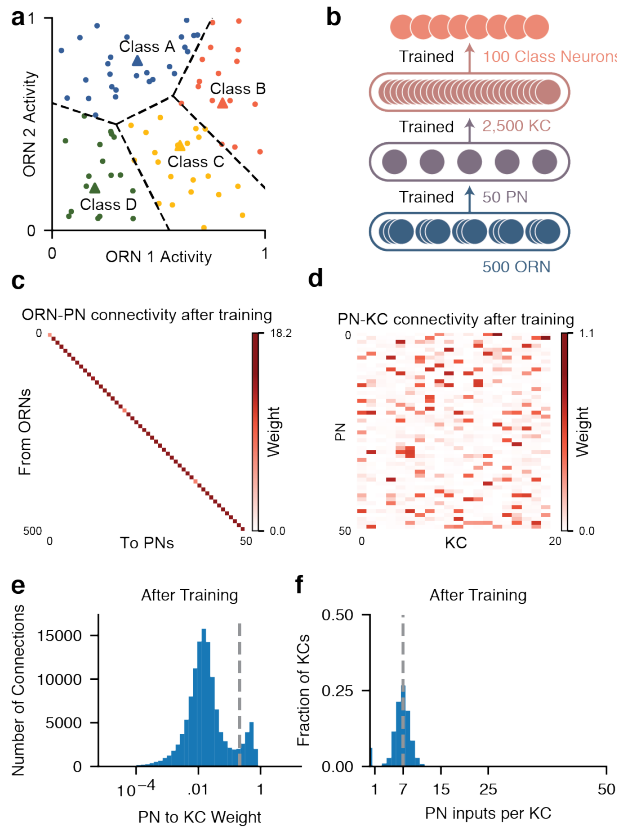 a
1
Class A
Class B
Class C
Class D
ORN 2 Activity
0
0
1
ORN 1 Activity
b
Trained
100 Class Neurons
Trained
2,500 KC
Trained
50 PN
500 ORN
c
ORN-PN connectivity after training
0
From ORNs
500
0
To PNs
50
18.2
Weight
0.0
d
PN-KC connectivity after training
0
PN
50
0
KC
20
1.1
Weight
0.0
e
After Training
Number of Connections
15000
10000
5000
0
10⁻⁴
.01
1
PN to KC Weight
f
After Training
Fraction of KCs
0.50
0.25
0.00
1
7
15
25
50
PN inputs per KC